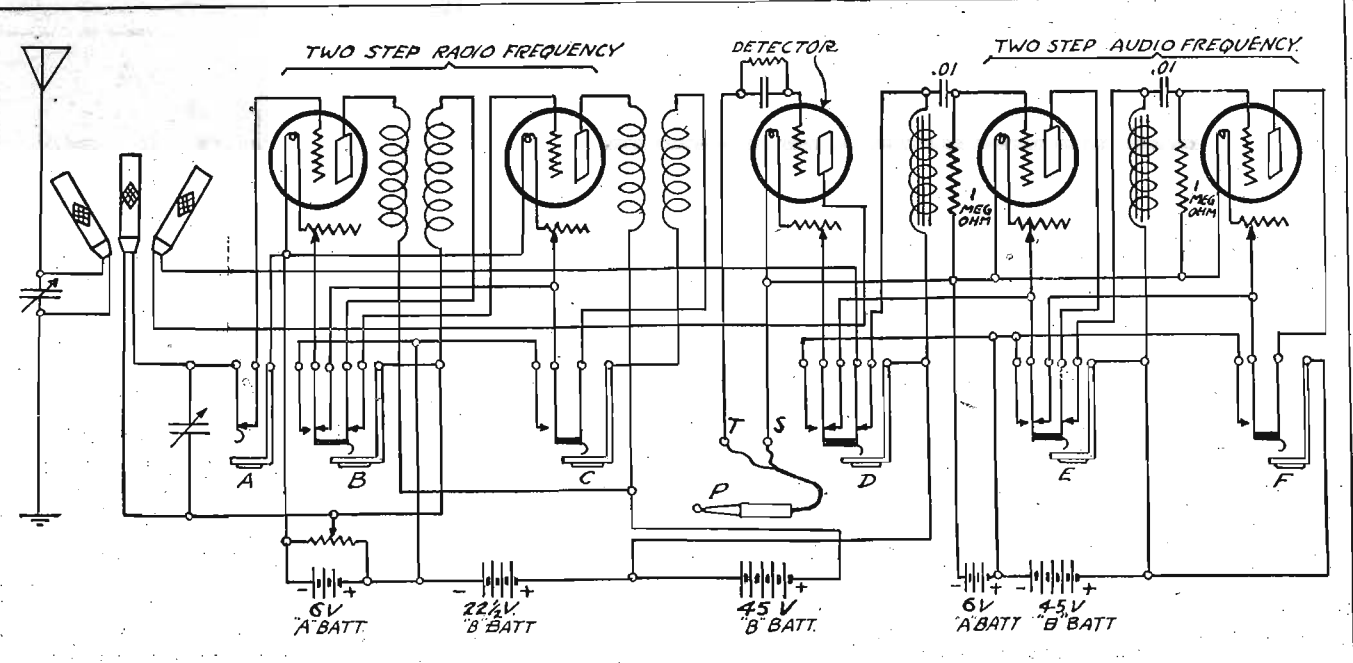 TWO STEP RADIO FREQUENCY
DETECTOR
TWO STEP AUDIO FREQUENCY.
.01
.01
1
MEG
OHM
1
MEG
OHM
A
B
C
T
S
P
D
E
F
- +
6V
"A" BATT
- +
22½V.
"B" BATT
- +
45 V
"B" BATT.
- +
6V
"A" BATT
- +
45V
"B" BATT